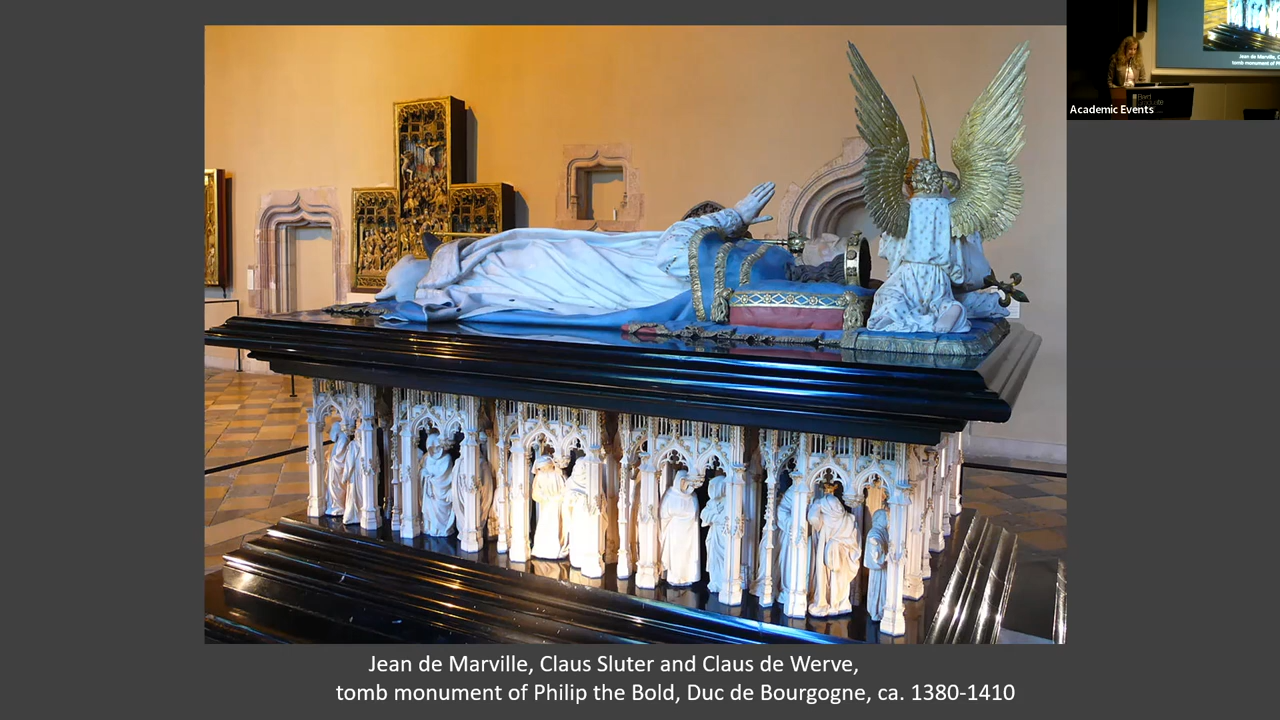 Academic Events
Jean de Marville, Claus Sluter and Claus de Werve,
tomb monument of Philip the Bold, Duc de Bourgogne, ca. 1380-1410